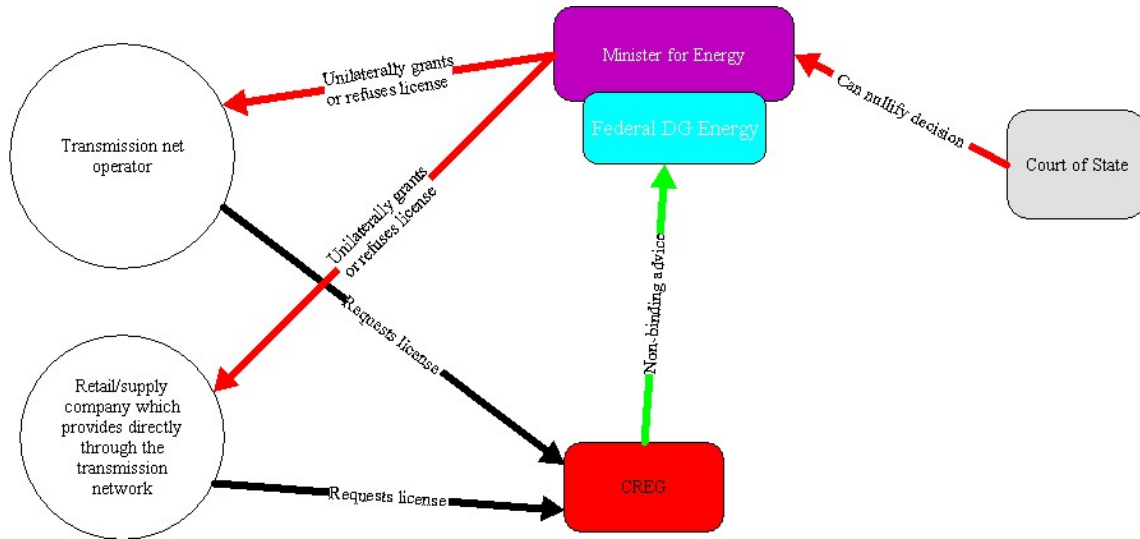 Minister for Energy
Unilaterally grants
or refuses license
Can nullify decision
Federal DG Energy
Transmission net
operator
Court of State
Unilaterally grants
or refuses license
Requests license
Non-binding advice
Retail/supply
company which
provides directly
through the
transmission
network
CREG
Requests license